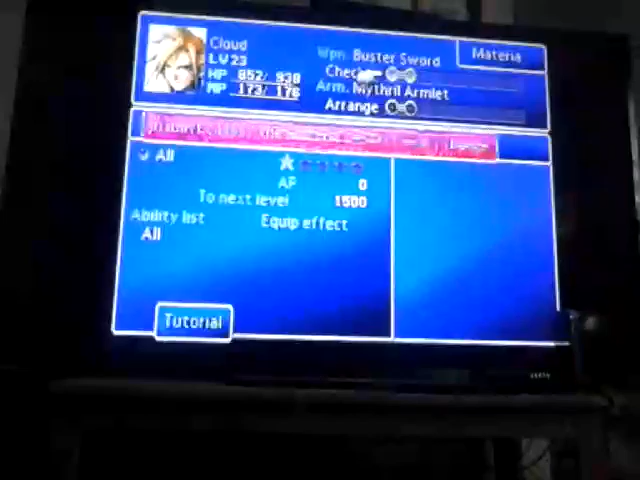 Cloud
LV 23
HP 852/ 938
MP 173/ 176
Wpn. Buster Sword
Check
Arm. Mythril Armlet
Arrange
Materia
All
AP 0
To next level 1500
Ability list
Equip effect
All
Tutorial